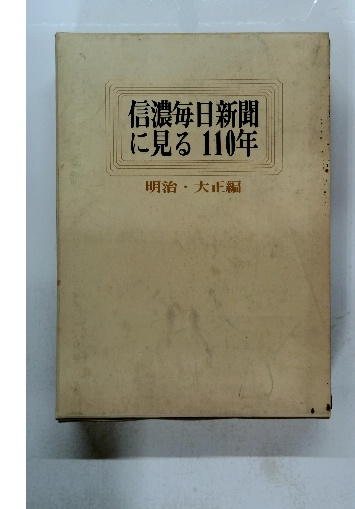 信濃毎日新聞
に見る 110年
明治・大正編